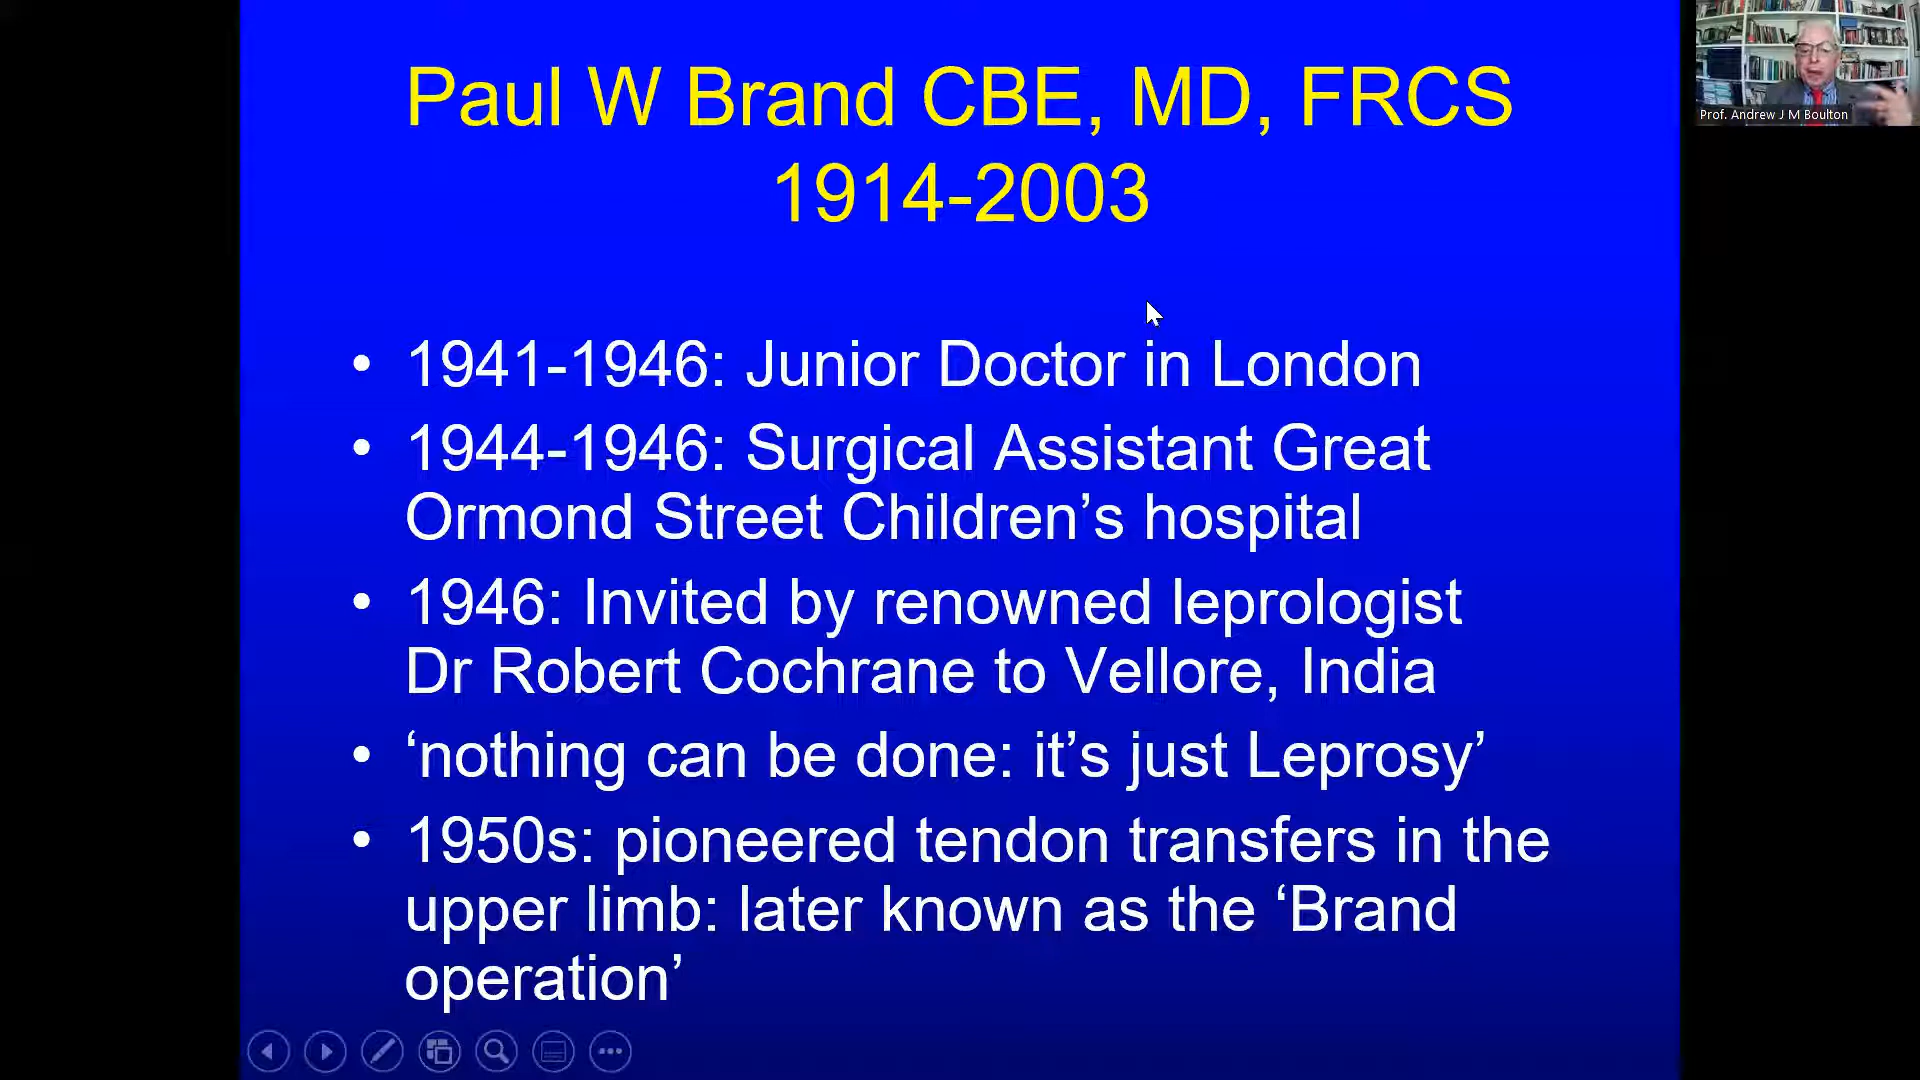 Paul W Brand CBE, MD, FRCS
1914-2003
Prof. Andrew J M Boulton
• 1941-1946: Junior Doctor in London
• 1944-1946: Surgical Assistant Great
Ormond Street Children’s hospital
• 1946: Invited by renowned leprologist
Dr Robert Cochrane to Vellore, India
• ‘nothing can be done: it’s just Leprosy’
• 1950s: pioneered tendon transfers in the
upper limb: later known as the ‘Brand
operation’